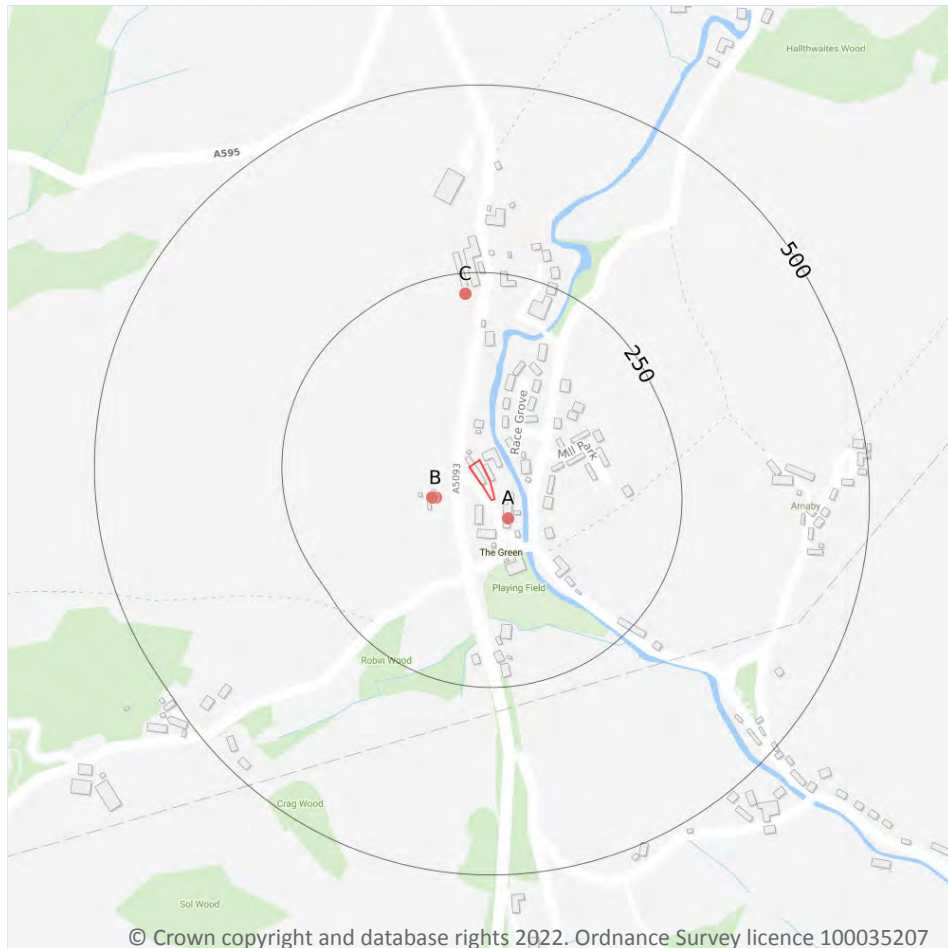 Hallthwaites Wood
A595
500
C
250
Race Grove
Mill Park
A5093
B
A
Arnaby
The Green
Playing Field
Robin Wood
Crag Wood
Sol Wood
© Crown copyright and database rights 2022. Ordnance Survey licence 100035207